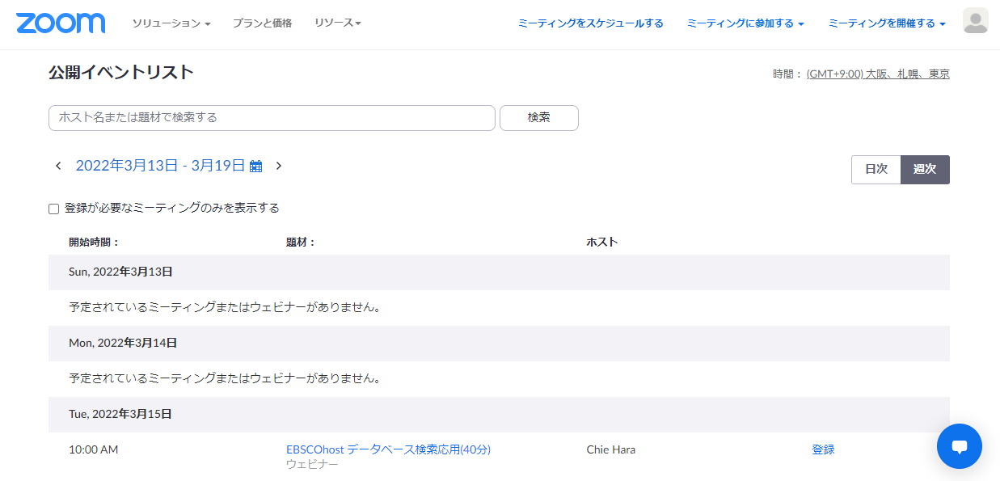 zoom ソリューション プランと価格 リソース ミーティングをスケジュールする ミーティングに参加する ミーティングを開催する
公開イベントリスト 時間： (GMT+9:00) 大阪、札幌、東京
ホスト名または題材で検索する 検索
2022年3月13日 - 3月19日 日次 週次
登録が必要なミーティングのみを表示する
開始時間： 題材： ホスト
Sun, 2022年3月13日
予定されているミーティングまたはウェビナーがありません。
Mon, 2022年3月14日
予定されているミーティングまたはウェビナーがありません。
Tue, 2022年3月15日
10:00 AM EBSCOhost データベース検索応用(40分) Chie Hara 登録
ウェビナー